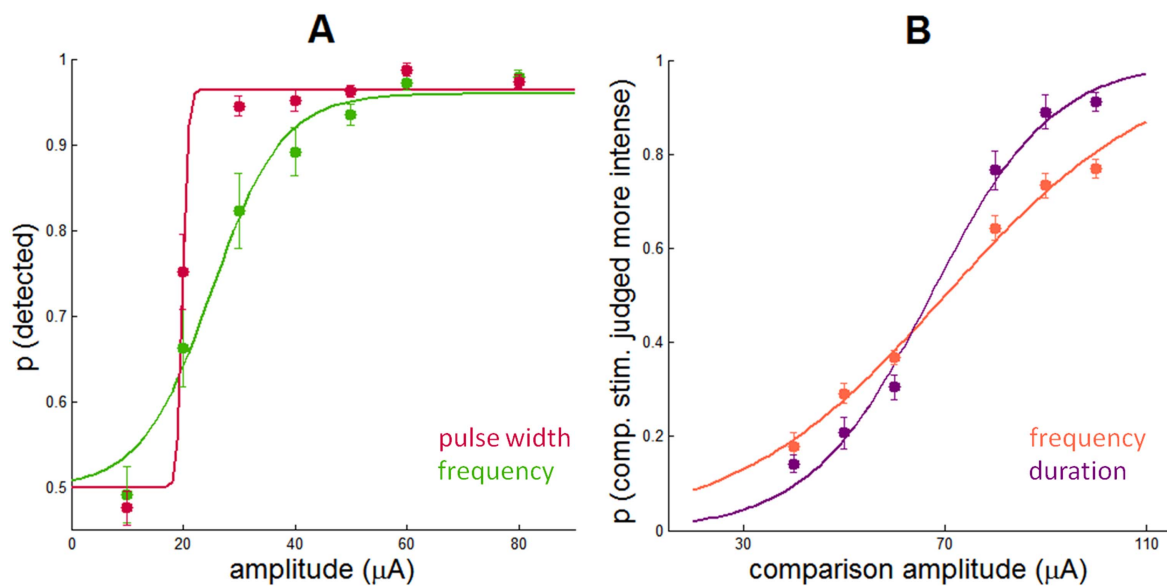 A
p (detected)
1
0.9
0.8
0.7
0.6
0.5
0
20
40
60
80
amplitude (μA)
pulse width
frequency
B
p (comp. stim. judged more intense)
1
0.8
0.6
0.4
0.2
0
30
70
110
comparison amplitude (μA)
frequency
duration